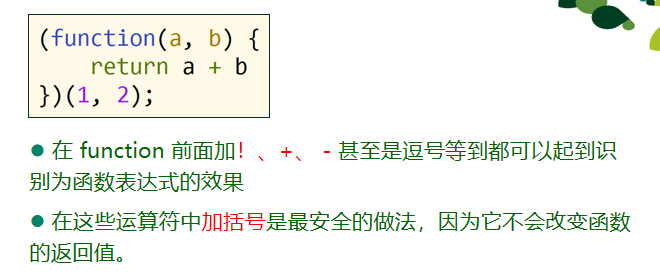 (function(a, b) {
    return a + b
})(1, 2);
● 在 function 前面加！、+、 - 甚至是逗号等到都可以起到识
别为函数表达式的效果
● 在这些运算符中加括号是最安全的做法，因为它不会改变函数
的返回值。